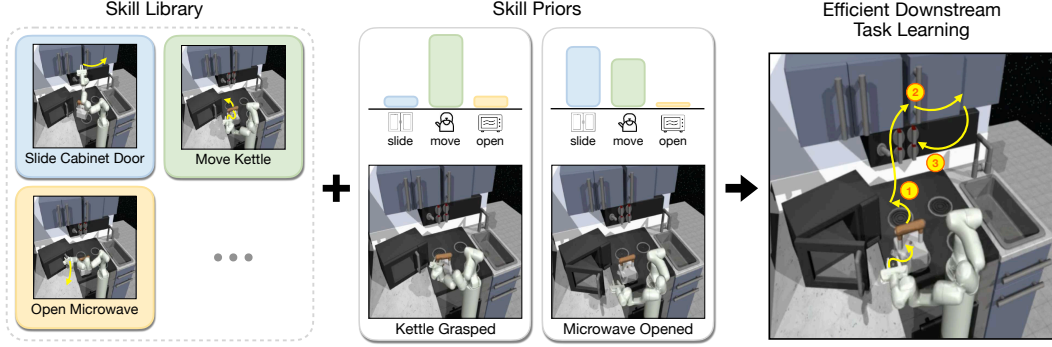 Skill Library
Slide Cabinet Door
Move Kettle
Open Microwave
Skill Priors
slide
move
open
slide
move
open
Kettle Grasped
Microwave Opened
Efficient Downstream
Task Learning
1
2
3